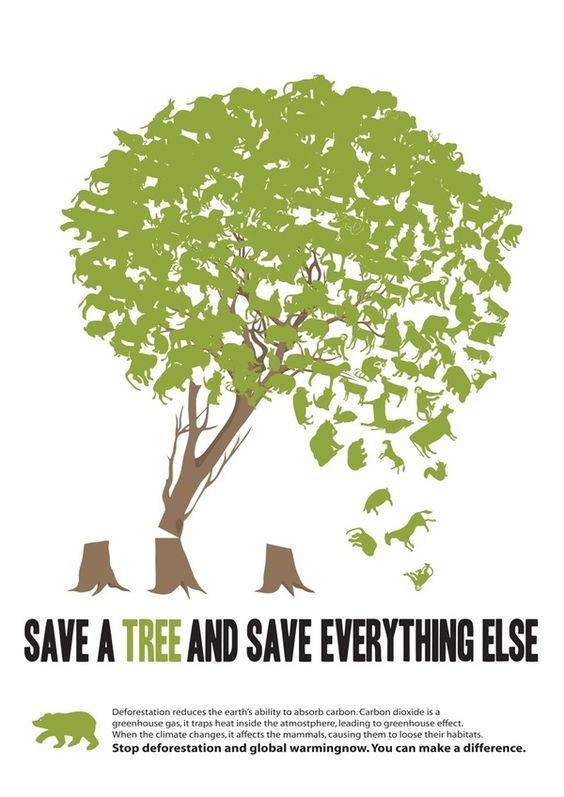 SAVE A TREE AND SAVE EVERYTHING ELSE
Deforestation reduces the earth's ability to absorb carbon. Carbon dioxide is a
greenhouse gas, it traps heat inside the atmostphere, leading to greenhouse effect.
When the climate changes, it affects the mammals, causing them to loose their habitats.
Stop deforestation and global warmingnow. You can make a difference.